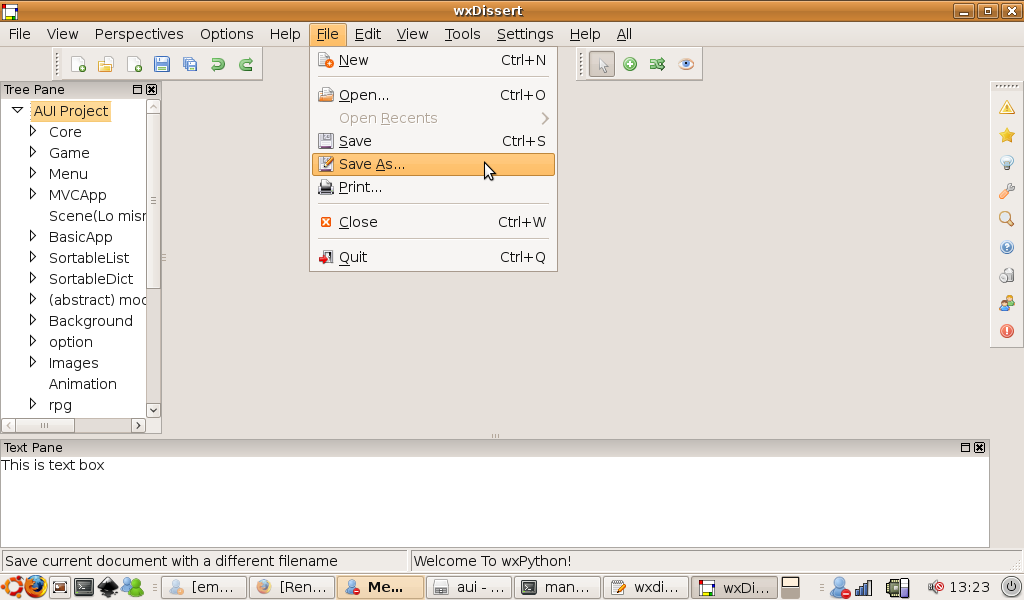 wxDissert
File View Perspectives Options Help File Edit View Tools Settings Help All
New Ctrl+N
Open... Ctrl+O
Open Recents
Save Ctrl+S
Save As...
Print...
Close Ctrl+W
Quit Ctrl+Q
Tree Pane
AUI Project
Core
Game
Menu
MVCApp
Scene(Lo misr
BasicApp
SortableList
SortableDict
(abstract) moc
Background
option
Images
Animation
rpg
Text Pane
This is text box
Save current document with a different filename Welcome To wxPython!
[em... [Ren... Me... aui - ... man... wxdi... wxDi... 13:23